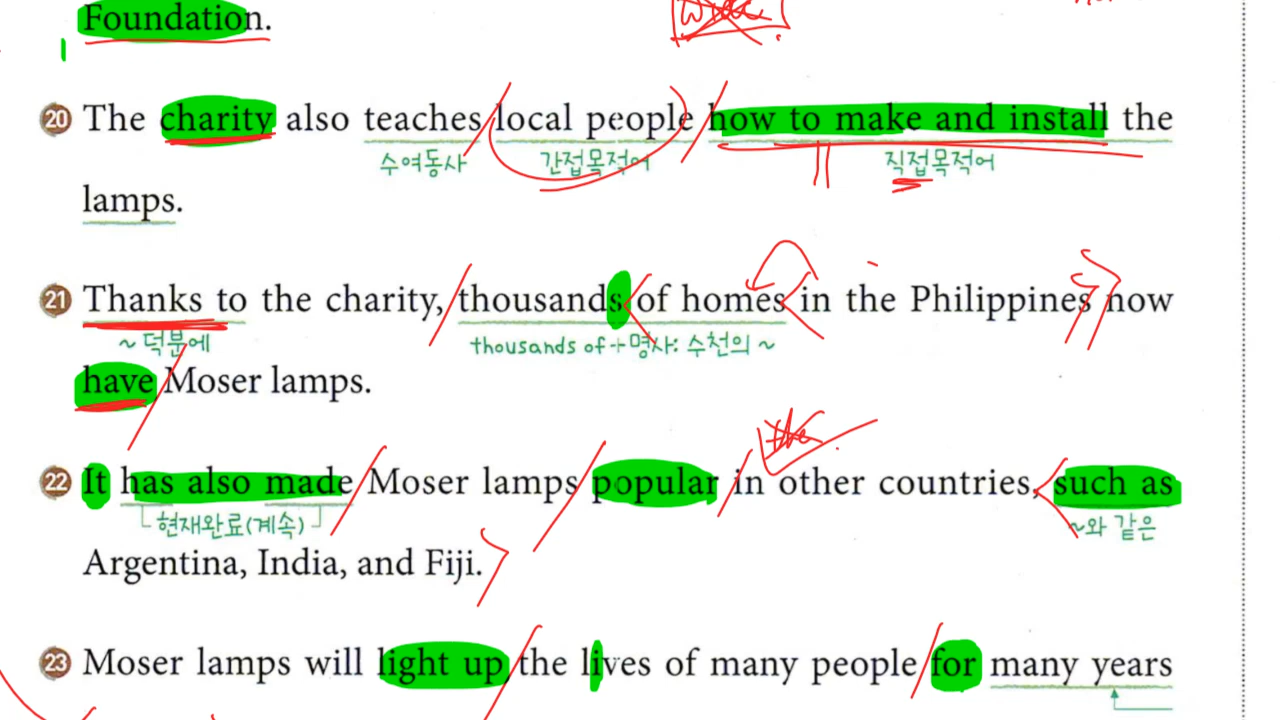 Foundation.
⑳ The charity also teaches local people how to make and install the
수여동사 간접목적어 직접목적어
lamps.
㉑ Thanks to the charity, thousands of homes in the Philippines now
~ 덕분에 thousands of+명사: 수천의 ~
have Moser lamps.
the
㉒ It has also made Moser lamps popular in other countries, such as
현재완료(계속) ~와 같은
Argentina, India, and Fiji.
㉓ Moser lamps will light up the lives of many people for many years